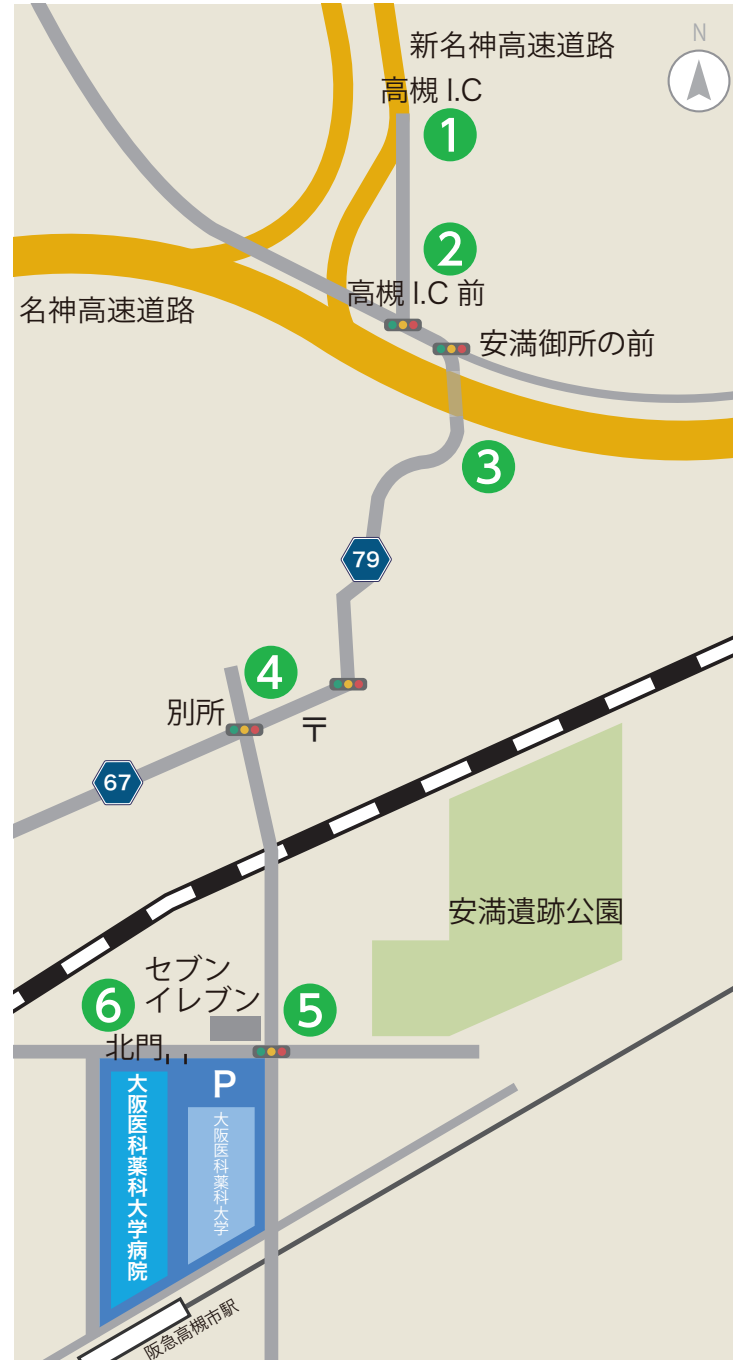 N
新名神高速道路
高槻 I.C
1
2
高槻 I.C 前
名神高速道路
安満御所の前
3
79
4
別所
〒
67
安満遺跡公園
セブン
イレブン
6
5
北門
P
大阪医科薬科大学病院
大阪医科薬科大学
阪急高槻市駅